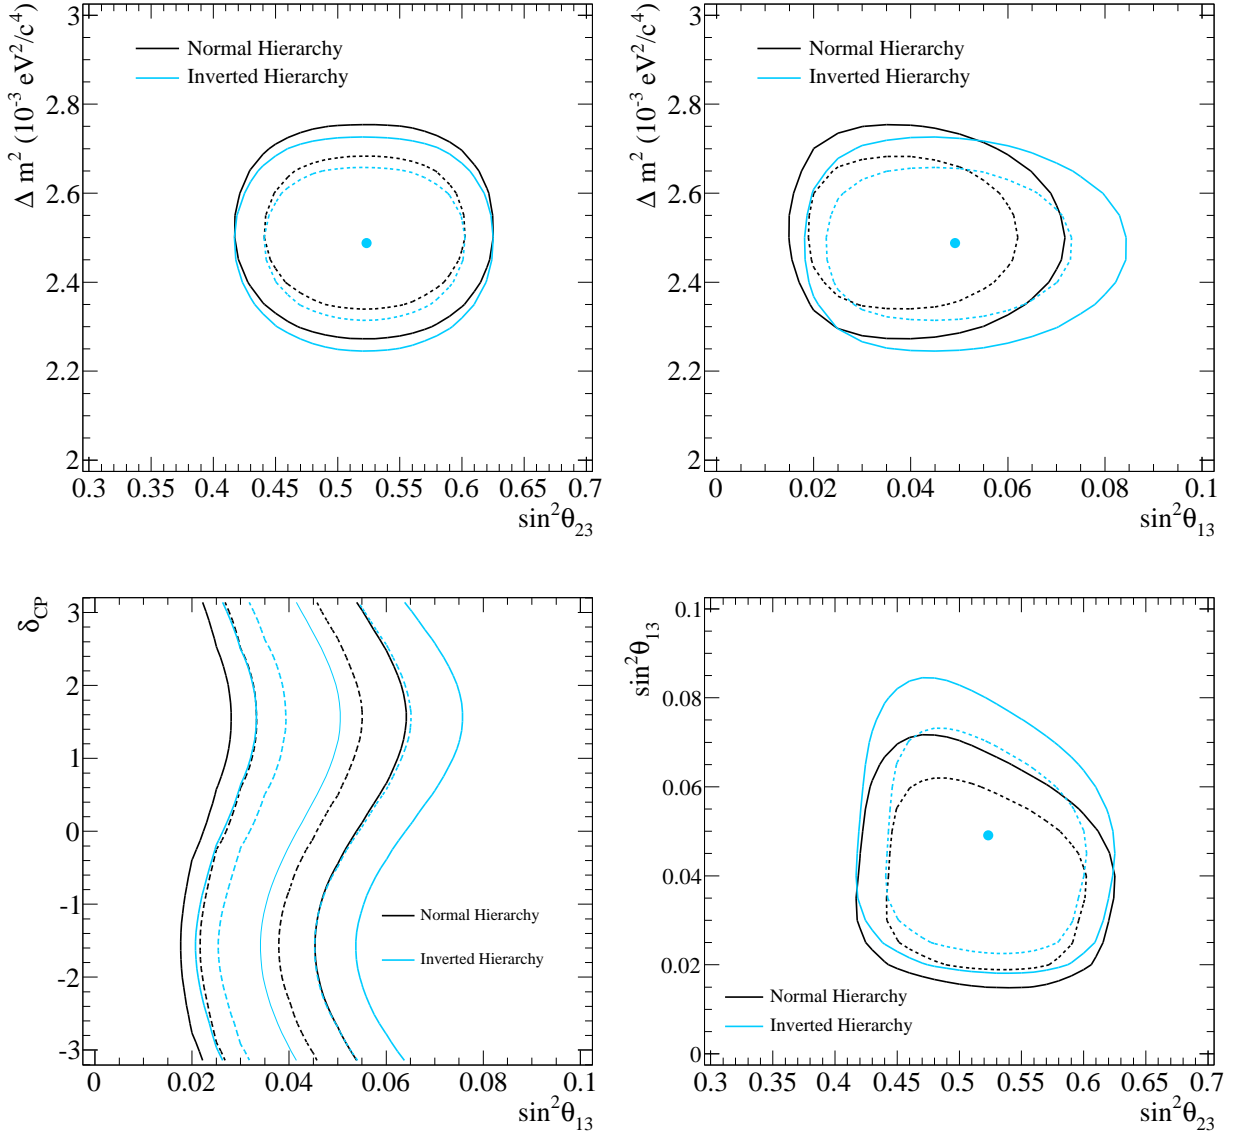 Δ m² (10⁻³ eV²/c⁴)
3
2.8
2.6
2.4
2.2
2
Normal Hierarchy
Inverted Hierarchy
0.3 0.35 0.4 0.45 0.5 0.55 0.6 0.65 0.7
sin²θ₂₃
Δ m² (10⁻³ eV²/c⁴)
3
2.8
2.6
2.4
2.2
2
Normal Hierarchy
Inverted Hierarchy
0 0.02 0.04 0.06 0.08 0.1
sin²θ₁₃
δ_CP
3
2
1
0
-1
-2
-3
Normal Hierarchy
Inverted Hierarchy
0 0.02 0.04 0.06 0.08 0.1
sin²θ₁₃
sin²θ₁₃
0.1
0.08
0.06
0.04
0.02
0
Normal Hierarchy
Inverted Hierarchy
0.3 0.35 0.4 0.45 0.5 0.55 0.6 0.65 0.7
sin²θ₂₃